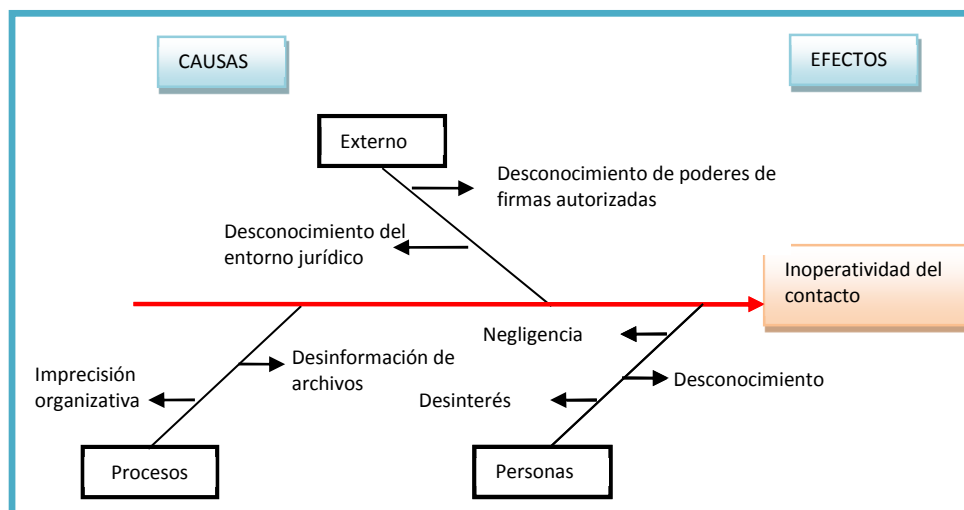 CAUSAS
EFECTOS
Externo
Desconocimiento de poderes de
firmas autorizadas
Desconocimiento del
entorno jurídico
Inoperatividad del
contacto
Negligencia
Desinformación de
archivos
Imprecisión
organizativa
Desconocimiento
Desinterés
Procesos
Personas